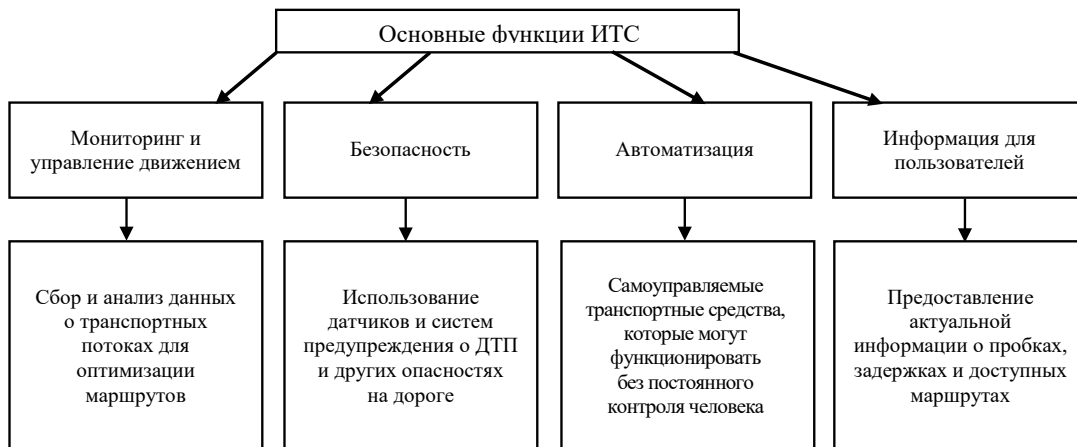 Основные функции ИТС
Мониторинг и
управление движением
Безопасность
Автоматизация
Информация для
пользователей
Сбор и анализ данных
о транспортных
потоках для
оптимизации
маршрутов
Использование
датчиков и систем
предупреждения о ДТП
и других опасностях
на дороге
Самоуправляемые
транспортные средства,
которые могут
функционировать
без постоянного
контроля человека
Предоставление
актуальной
информации о пробках,
задержках и доступных
маршрутах